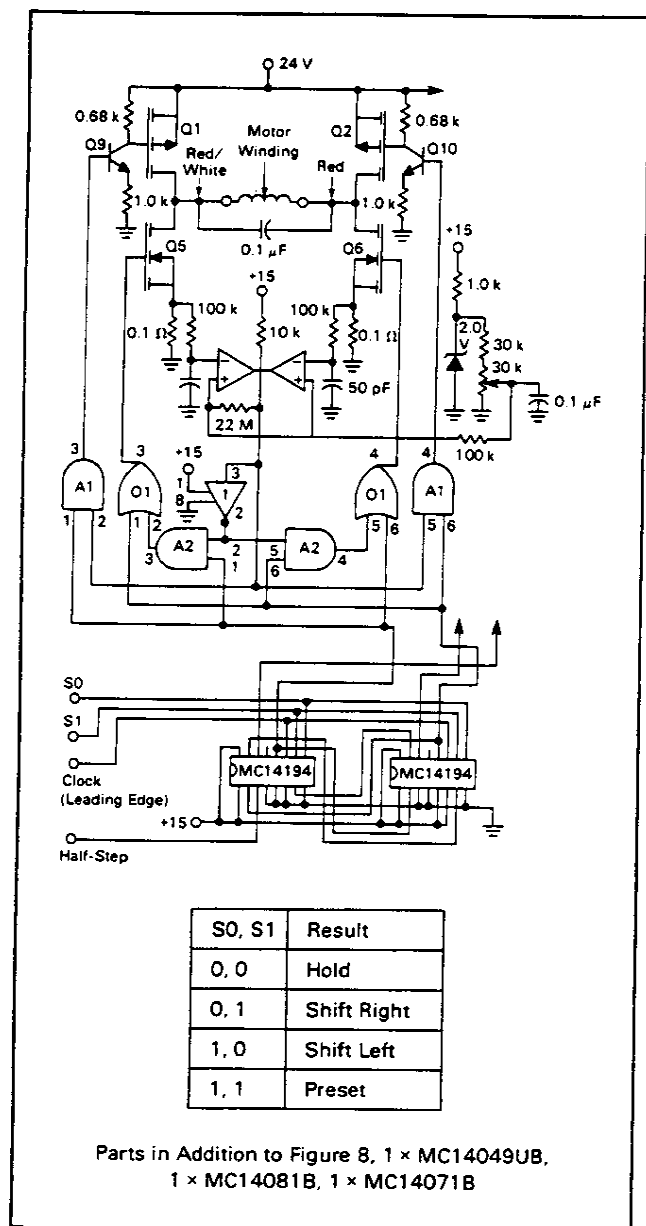 24 V
0.68 k
Q1
Q2
0.68 k
Q9
Motor
Winding
Red/
White
Red
Q10
1.0 k
1.0 k
0.1 µF
+15
Q5
Q6
+15
1.0 k
100 k
100 k
10 k
0.1 Ω
0.1 Ω
2.0
V
30 k
30 k
− −
+ +
50 pF
0.1 µF
22 M
100 k
3
3
+15
4
4
1
3
8
1
2
A1
O1
O1
A1
1
2
1
2
A2
A2
5
6
5
6
3
2
1
5
6
4
S0
S1
Clock
(Leading Edge)
MC14194
MC14194
+15
Half-Step
S0, S1 Result
0, 0 Hold
0, 1 Shift Right
1, 0 Shift Left
1, 1 Preset
Parts in Addition to Figure 8, 1 × MC14049UB,
1 × MC14081B, 1 × MC14071B